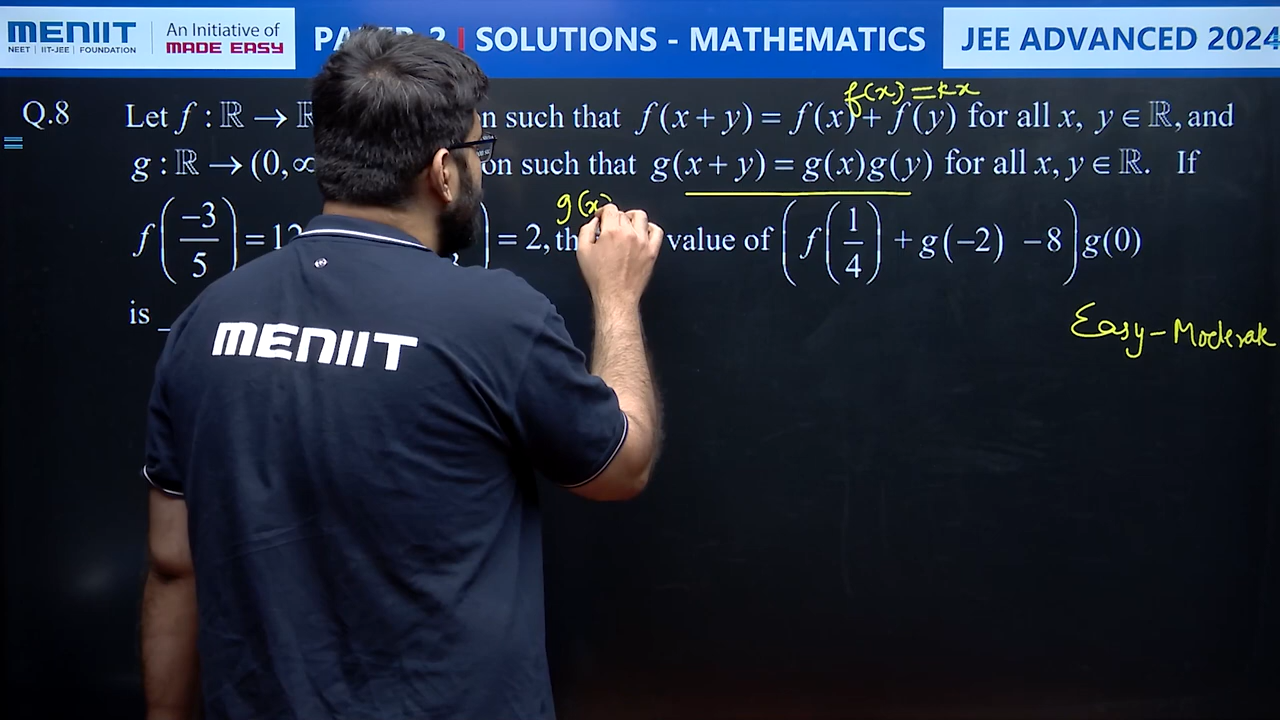 MENIIT
NEET | IIT-JEE | FOUNDATION
An Initiative of
MADE EASY
2 | SOLUTIONS - MATHEMATICS
JEE ADVANCED 2024
f(x) = kx
Q.8 Let f : ℝ → ℝ n such that f(x + y) = f(x) + f(y) for all x, y ∈ ℝ, and
g : ℝ → (0, ∞ on such that g(x + y) = g(x)g(y) for all x, y ∈ ℝ. If
g(x)
f(-3/5) = 12 = 2, th value of (f(1/4) + g(−2) −8)g(0)
is _
Easy - Moderate
MENIIT